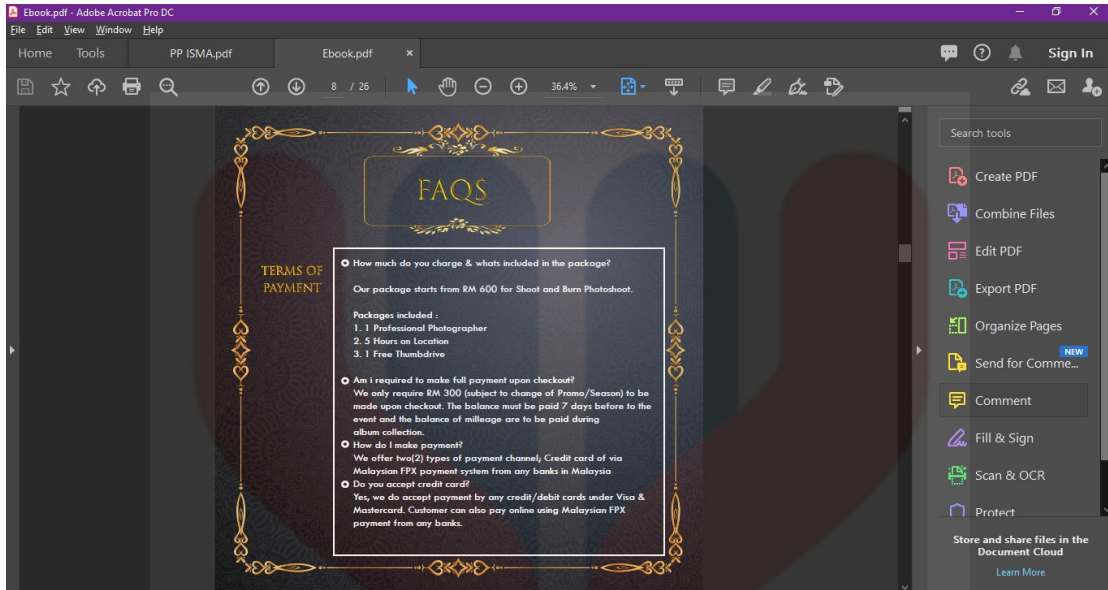 Ebook.pdf - Adobe Acrobat Pro DC
File Edit View Window Help
Home Tools PP ISMA.pdf Ebook.pdf × Sign In
8 / 26 36.4%
Search tools
Create PDF
Combine Files
Edit PDF
Export PDF
Organize Pages
NEW
Send for Comme...
Comment
Fill & Sign
Scan & OCR
Protect
Store and share files in the
Document Cloud
Learn More
FAQS
TERMS OF
PAYMENT
How much do you charge & whats included in the package?
Our package starts from RM 600 for Shoot and Burn Photoshoot.
Packages included :
1. 1 Professional Photographer
2. 5 Hours on Location
3. 1 Free Thumbdrive
Am i required to make full payment upon checkout?
We only require RM 300 (subject to change of Promo/Season) to be
made upon checkout. The balance must be paid 7 days before to the
event and the balance of milleage are to be paid during
album collection.
How do I make payment?
We offer two(2) types of payment channel; Credit card of via
Malaysian FPX payment system from any banks in Malaysia
Do you accept credit card?
Yes, we do accept payment by any credit/debit cards under Visa &
Mastercard. Customer can also pay online using Malaysian FPX
payment from any banks.